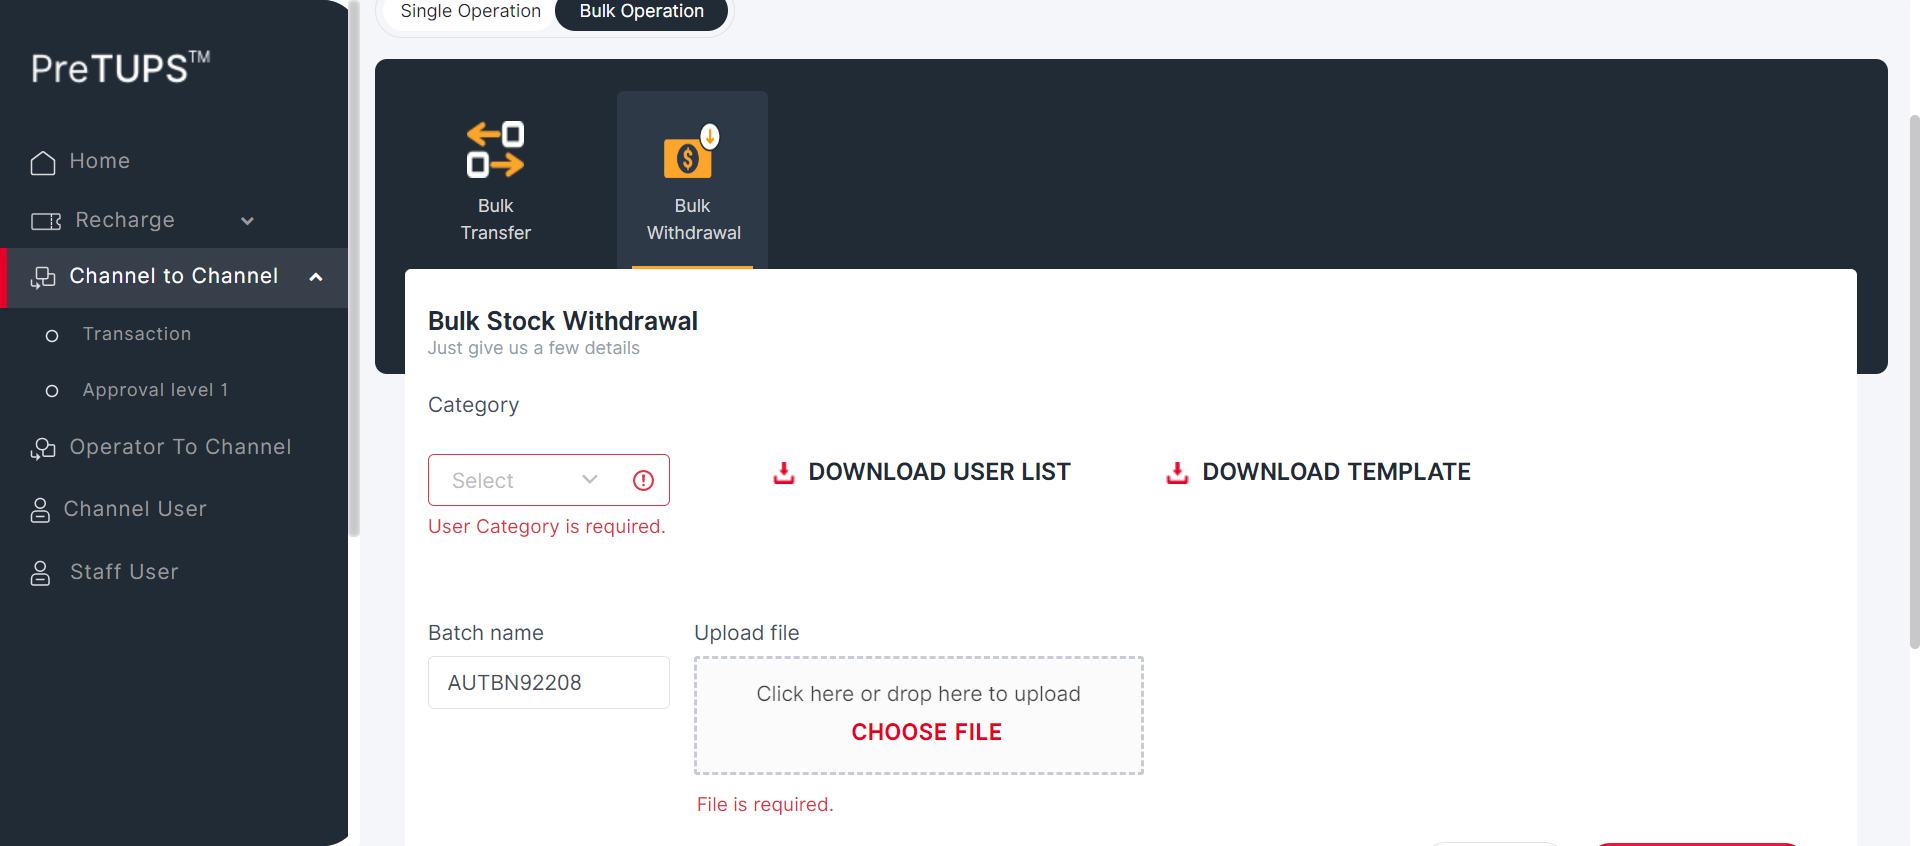 PreTUPS™
Home
Recharge
Channel to Channel
Transaction
Approval level 1
Operator To Channel
Channel User
Staff User
Single Operation
Bulk Operation
Bulk
Transfer
Bulk
Withdrawal
Bulk Stock Withdrawal
Just give us a few details
Category
Select
User Category is required.
DOWNLOAD USER LIST
DOWNLOAD TEMPLATE
Batch name
AUTBN92208
Upload file
Click here or drop here to upload
CHOOSE FILE
File is required.